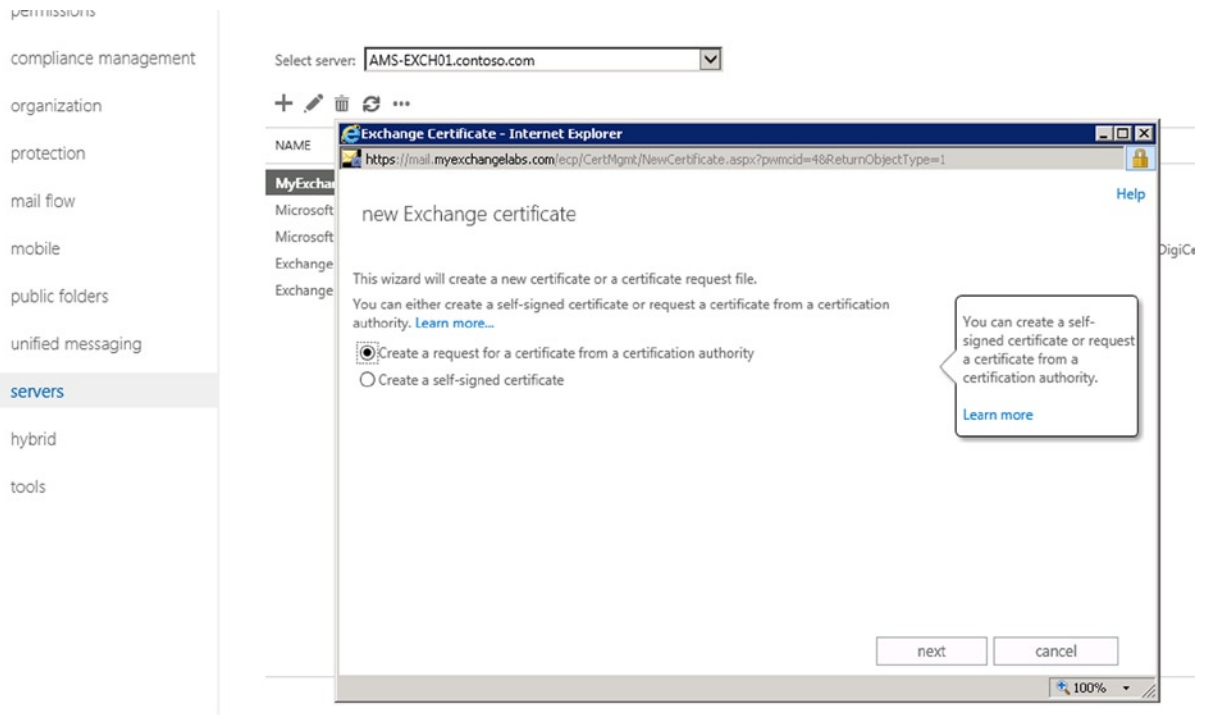 permissions
compliance management
organization
protection
mail flow
mobile
public folders
unified messaging
servers
hybrid
tools
Select server: AMS-EXCH01.contoso.com
NAME
MyExchan
Microsoft
Microsoft
Exchange
Exchange
DigiCe
Exchange Certificate - Internet Explorer
https://mail.myexchangelabs.com/ecp/CertMgmt/NewCertificate.aspx?pwmcid=4&ReturnObjectType=1
Help
new Exchange certificate
This wizard will create a new certificate or a certificate request file.
You can either create a self-signed certificate or request a certificate from a certification
authority. Learn more...
Create a request for a certificate from a certification authority
Create a self-signed certificate
You can create a self-
signed certificate or request
a certificate from a
certification authority.
Learn more
next
cancel
100%